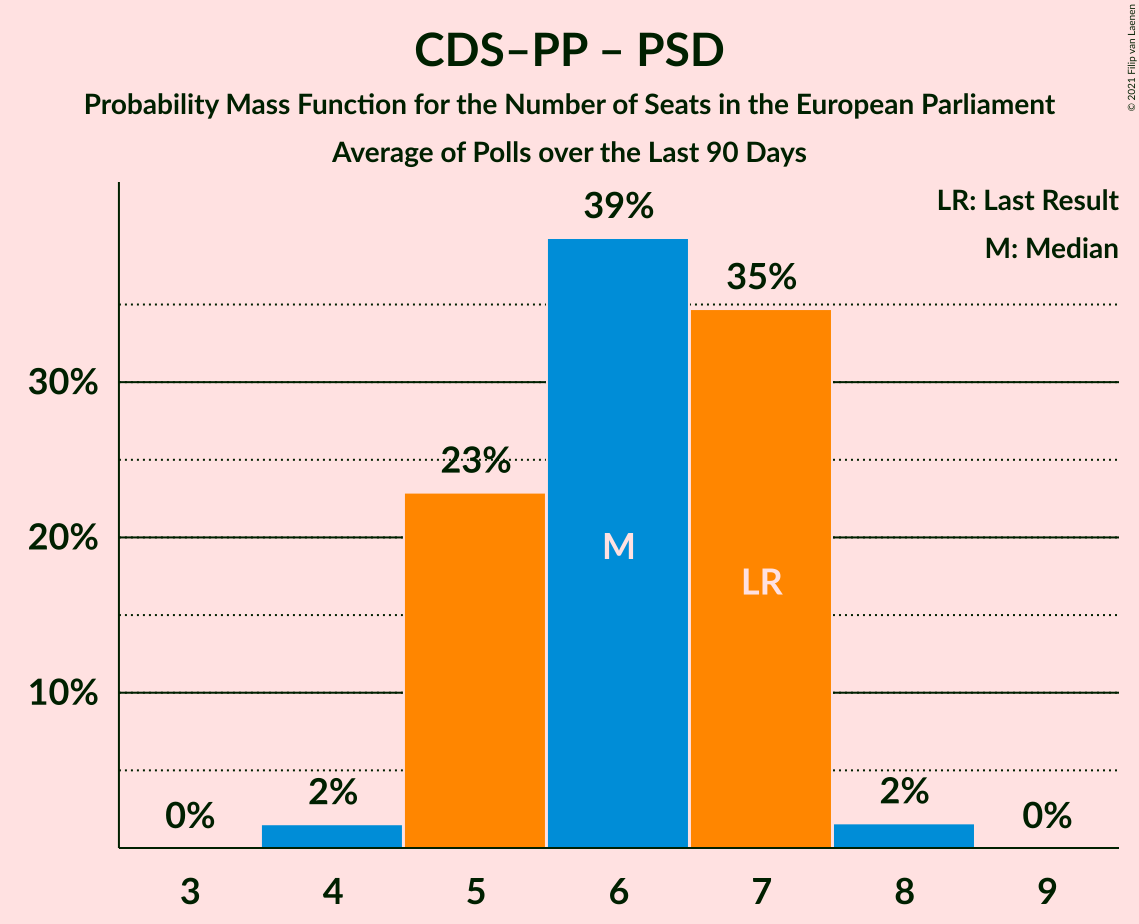 CDS–PP – PSD
Probability Mass Function for the Number of Seats in the European Parliament
Average of Polls over the Last 90 Days
© 2021 Filip van Laenen
LR: Last Result
M: Median
39%
35%
30%
23%
20%
M
LR
10%
2%
2%
0%
0%
3 4 5 6 7 8 9